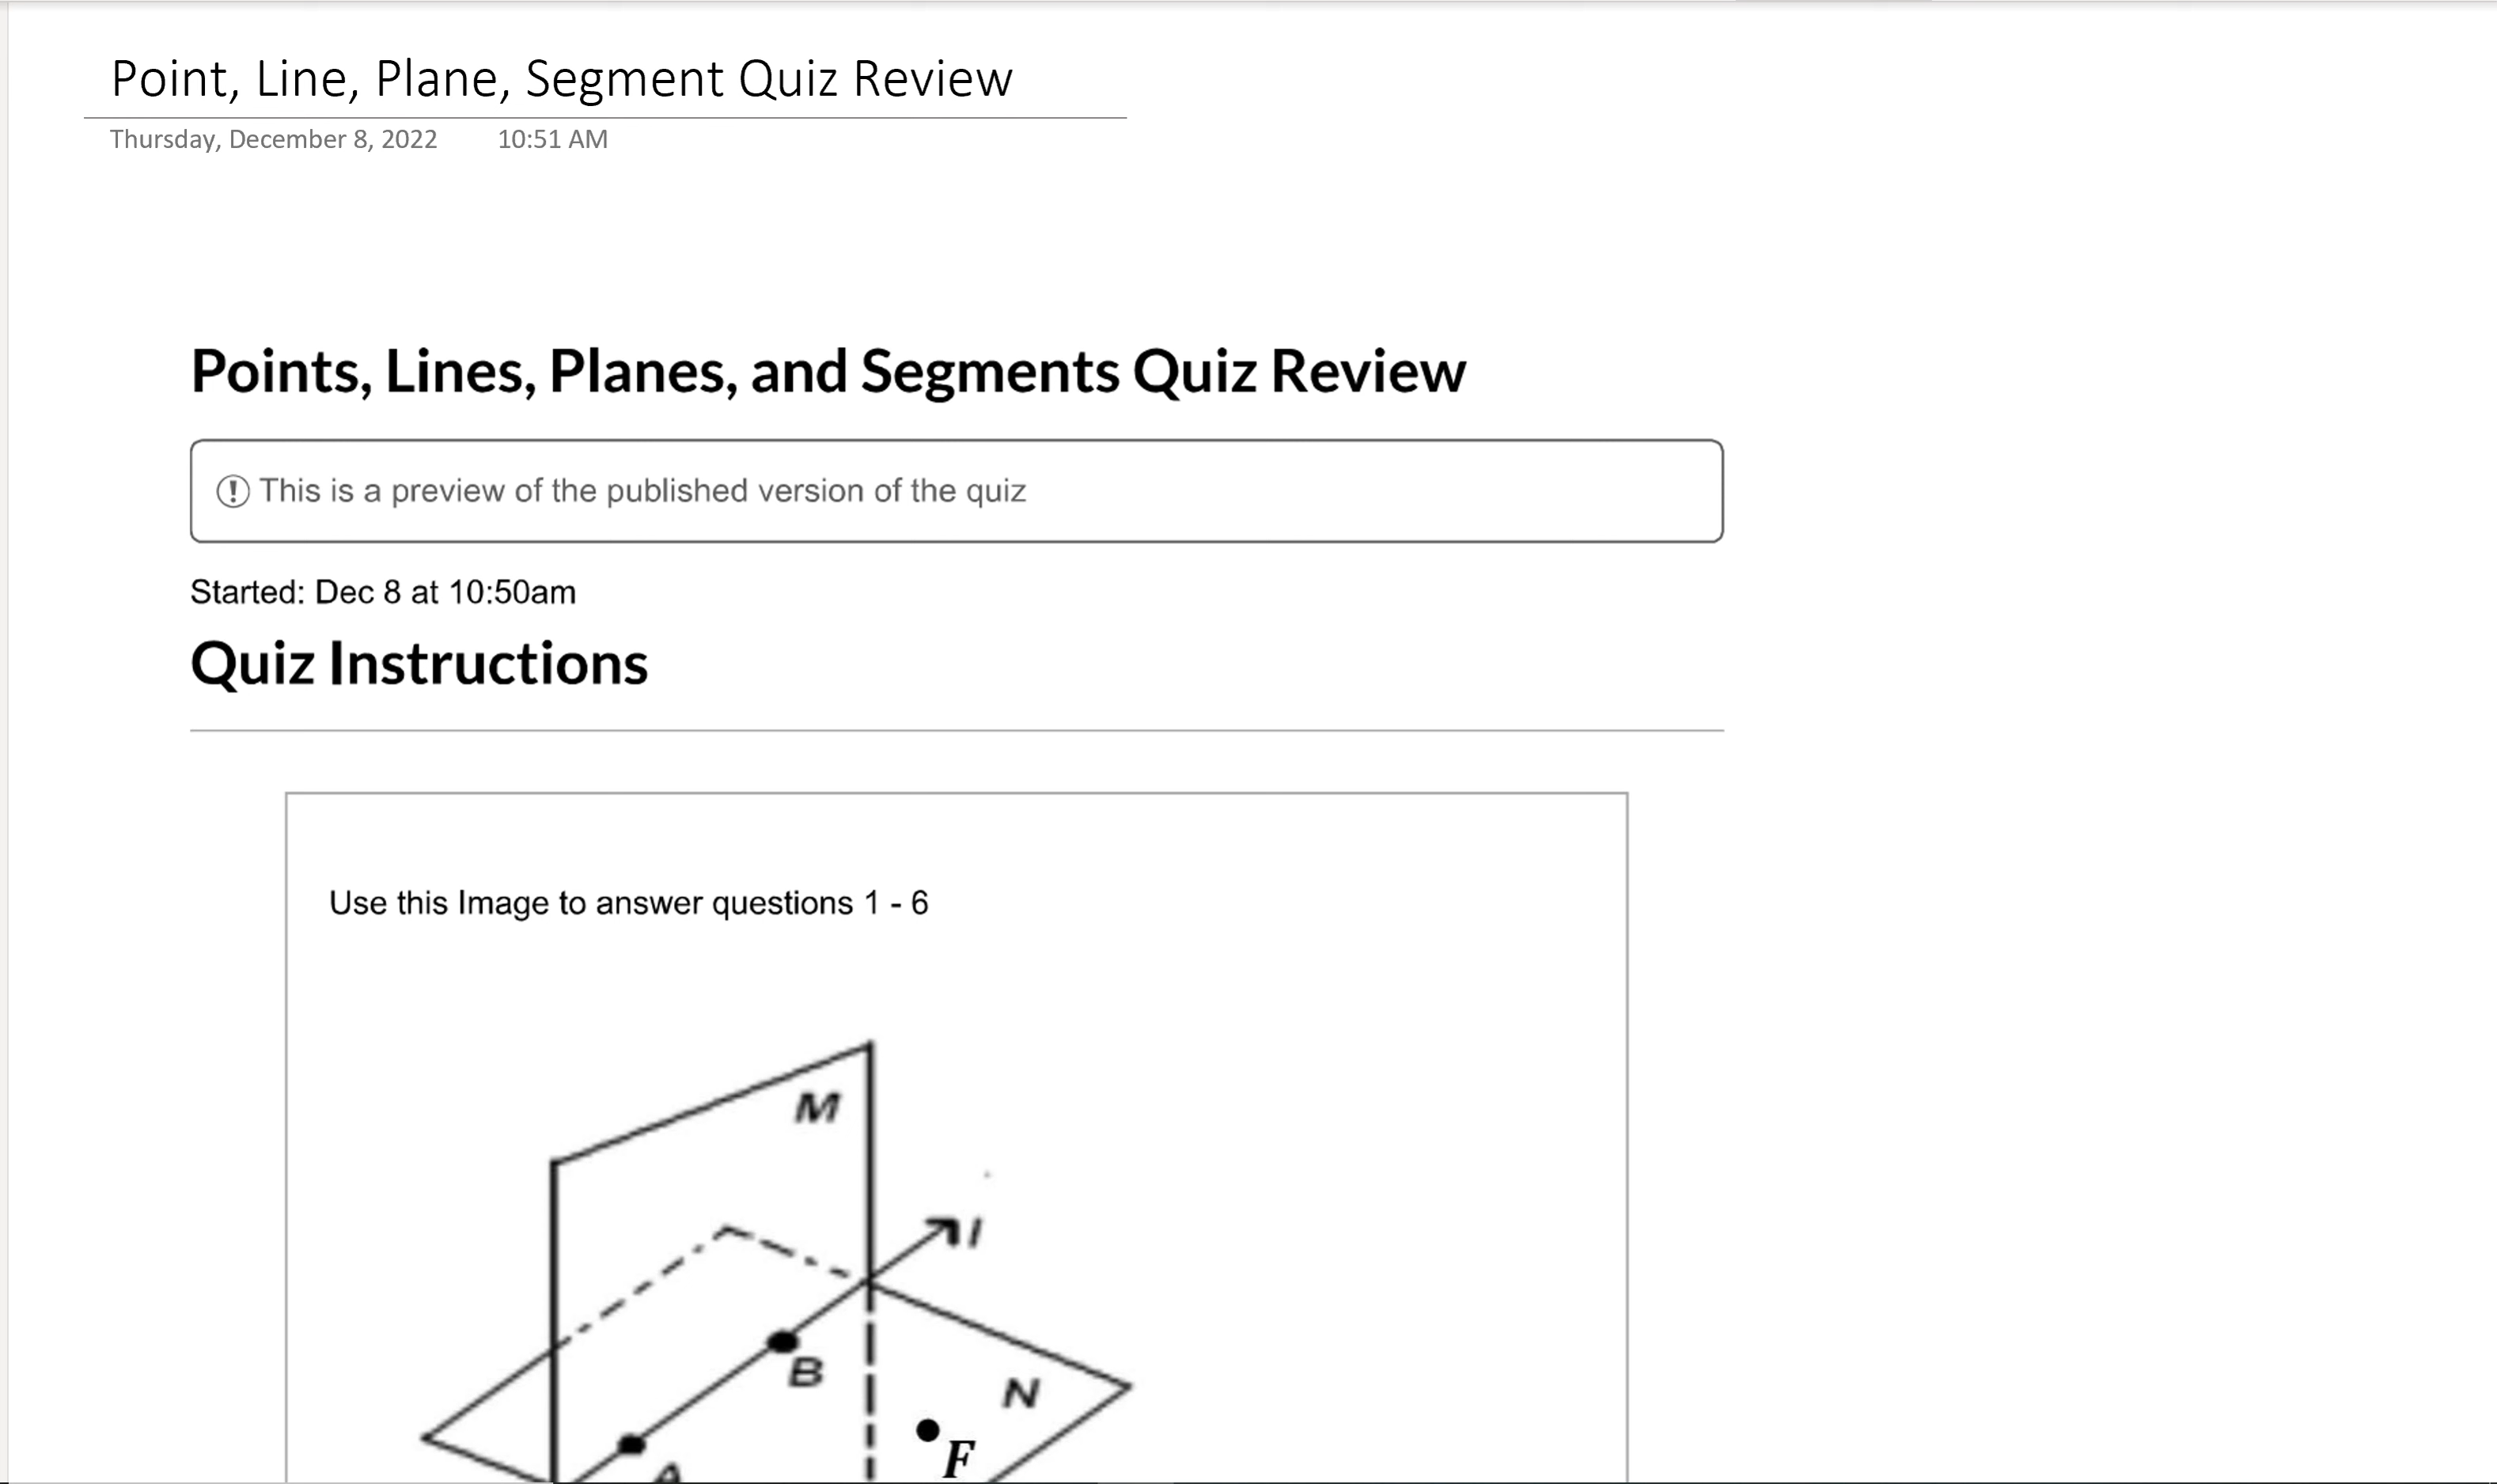 Point, Line, Plane, Segment Quiz Review
Thursday, December 8, 2022 10:51 AM
Points, Lines, Planes, and Segments Quiz Review
This is a preview of the published version of the quiz
Started: Dec 8 at 10:50am
Quiz Instructions
Use this Image to answer questions 1 - 6
M
l
B
N
F
A